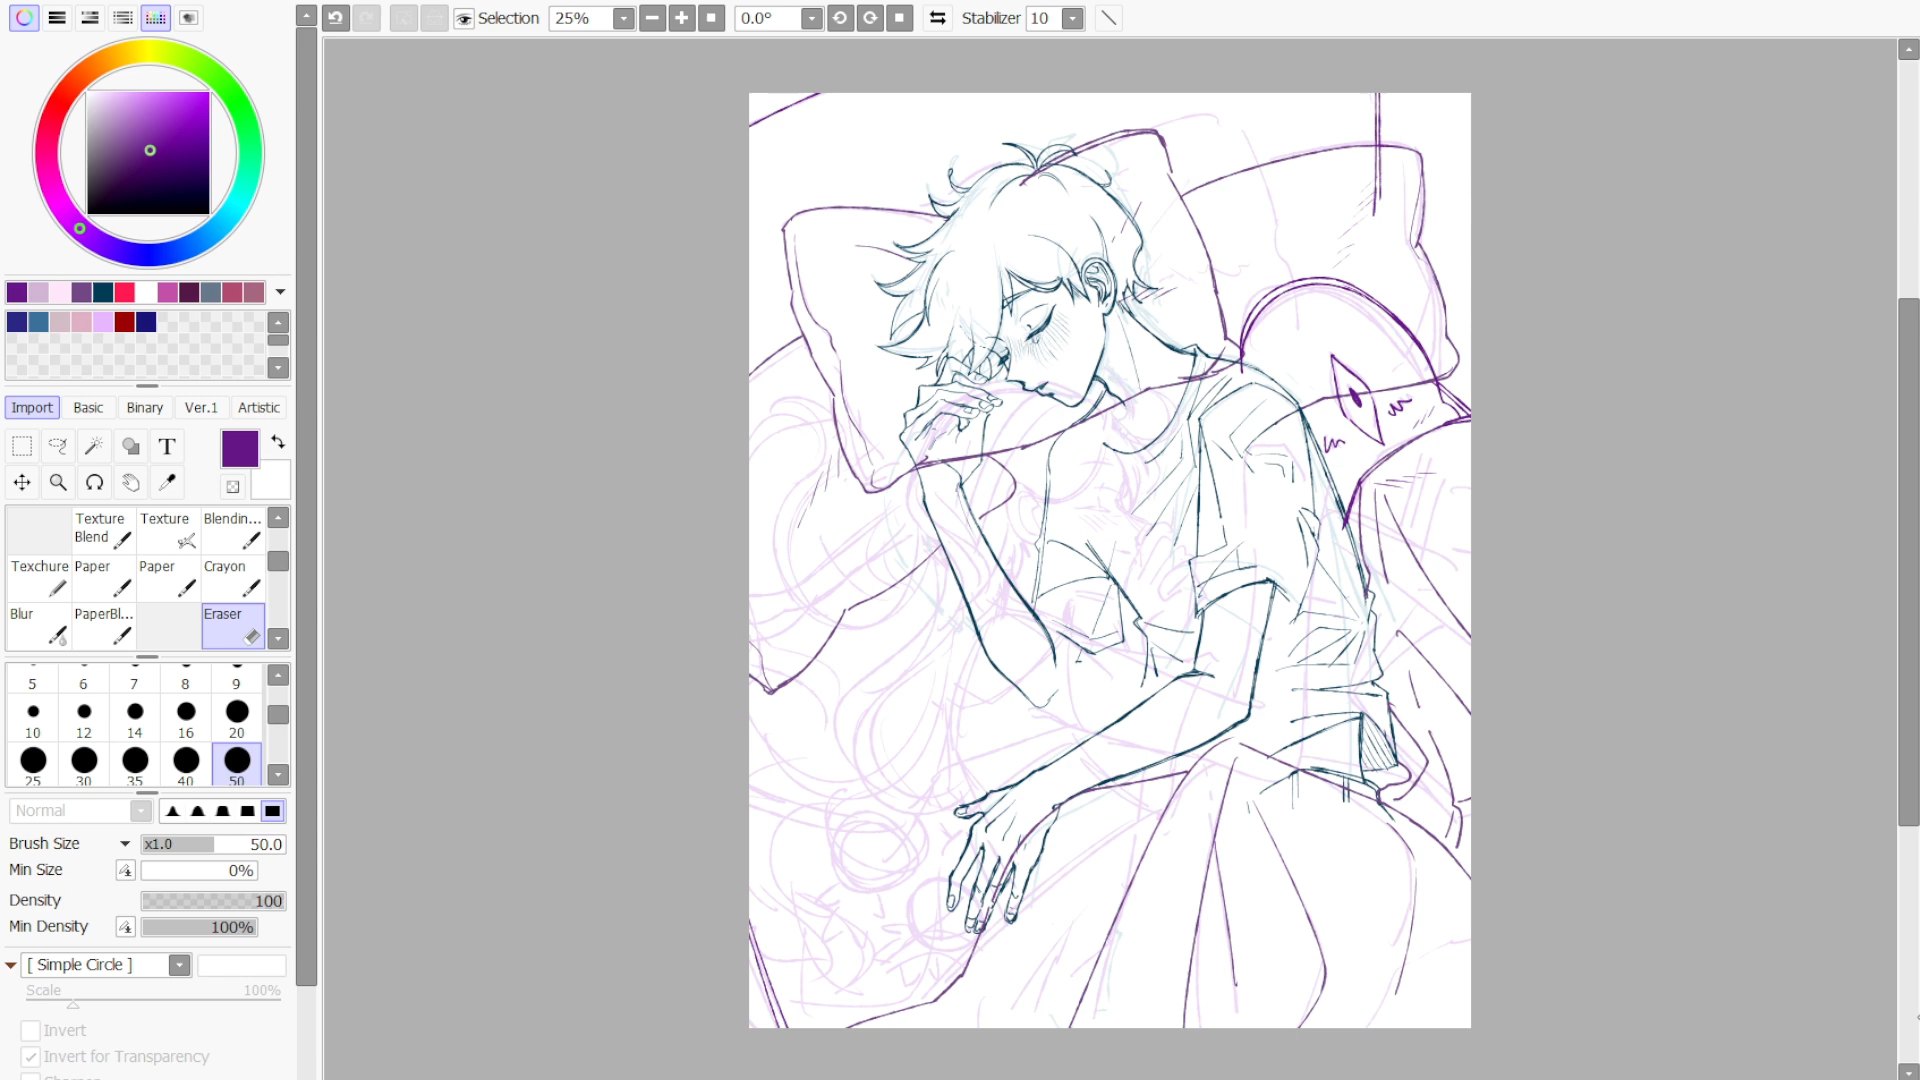 Selection 25% 0.0° Stabilizer 10
Import Basic Binary Ver.1 Artistic
T
Texture Blend Texture Blendin...
Texchure Paper Paper Crayon
Blur PaperBl... Eraser
5 6 7 8 9
10 12 14 16 20
25 30 35 40 50
Normal
Brush Size x1.0 50.0
Min Size 0%
Density 100
Min Density 100%
[ Simple Circle ]
Scale 100%
Invert
Invert for Transparency